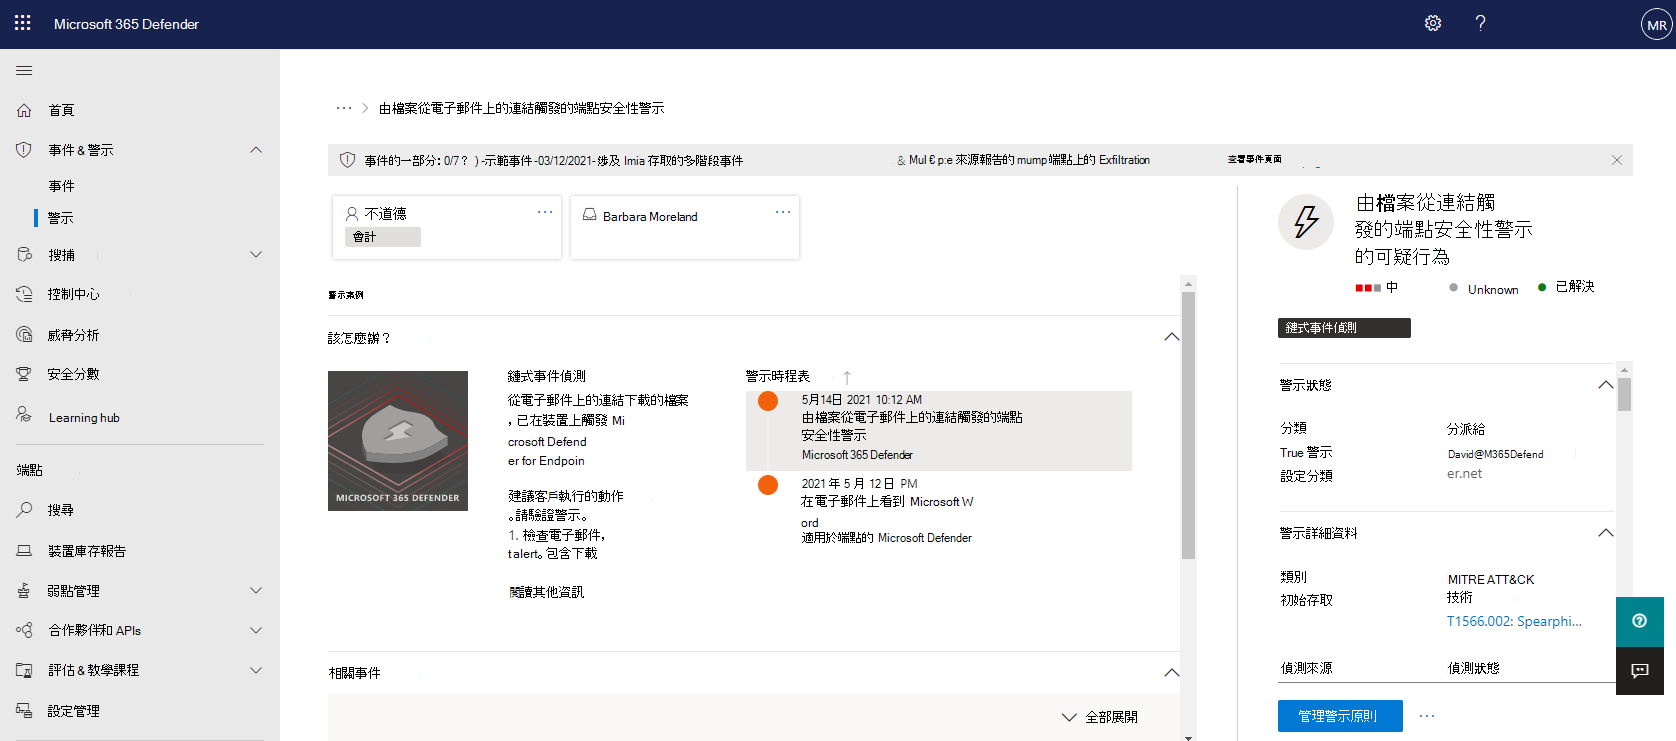 Microsoft 365 Defender
MR
首頁
事件 & 警示
事件
警示
搜捕
控制中心
威脅分析
安全分數
Learning hub
端點
搜尋
裝置庫存報告
弱點管理
合作夥伴和 APIs
評估 & 教學課程
設定管理
··· > 由檔案從電子郵件上的連結觸發的端點安全性警示
事件的一部分: 0/7？ ) -示範事件 -03/12/2021- 涉及 Imia 存取的多階段事件
& Mul € p:e 來源報告的 mump 端點上的 Exfiltration
查看事件頁面
不道德
會計
Barbara Moreland
警示案例
該怎麼辦？
MICROSOFT 365 DEFENDER
鏈式事件偵測
從電子郵件上的連結下載的檔案
，已在裝置上觸發 Mi
crosoft Defend
er for Endpoin
建議客戶執行的動作
。請驗證警示。
1. 檢查電子郵件，
talert。包含下載
閱讀其他資訊
警示時程表
5月14日 2021 10:12 AM
由檔案從電子郵件上的連結觸發的端點
安全性警示
Microsoft 365 Defender
2021 年 5 月 12 日 PM
在電子郵件上看到 Microsoft W
ord
適用於端點的 Microsoft Defender
相關事件
全部展開
由檔案從連結觸
發的端點安全性警示
的可疑行為
中
Unknown
已解決
鏈式事件偵測
警示狀態
分類
True 警示
設定分類
分派給
David@M365Defend
er.net
警示詳細資料
類別
初始存取
MITRE ATT&CK
技術
T1566.002: Spearphi...
偵測來源
偵測狀態
管理警示原則